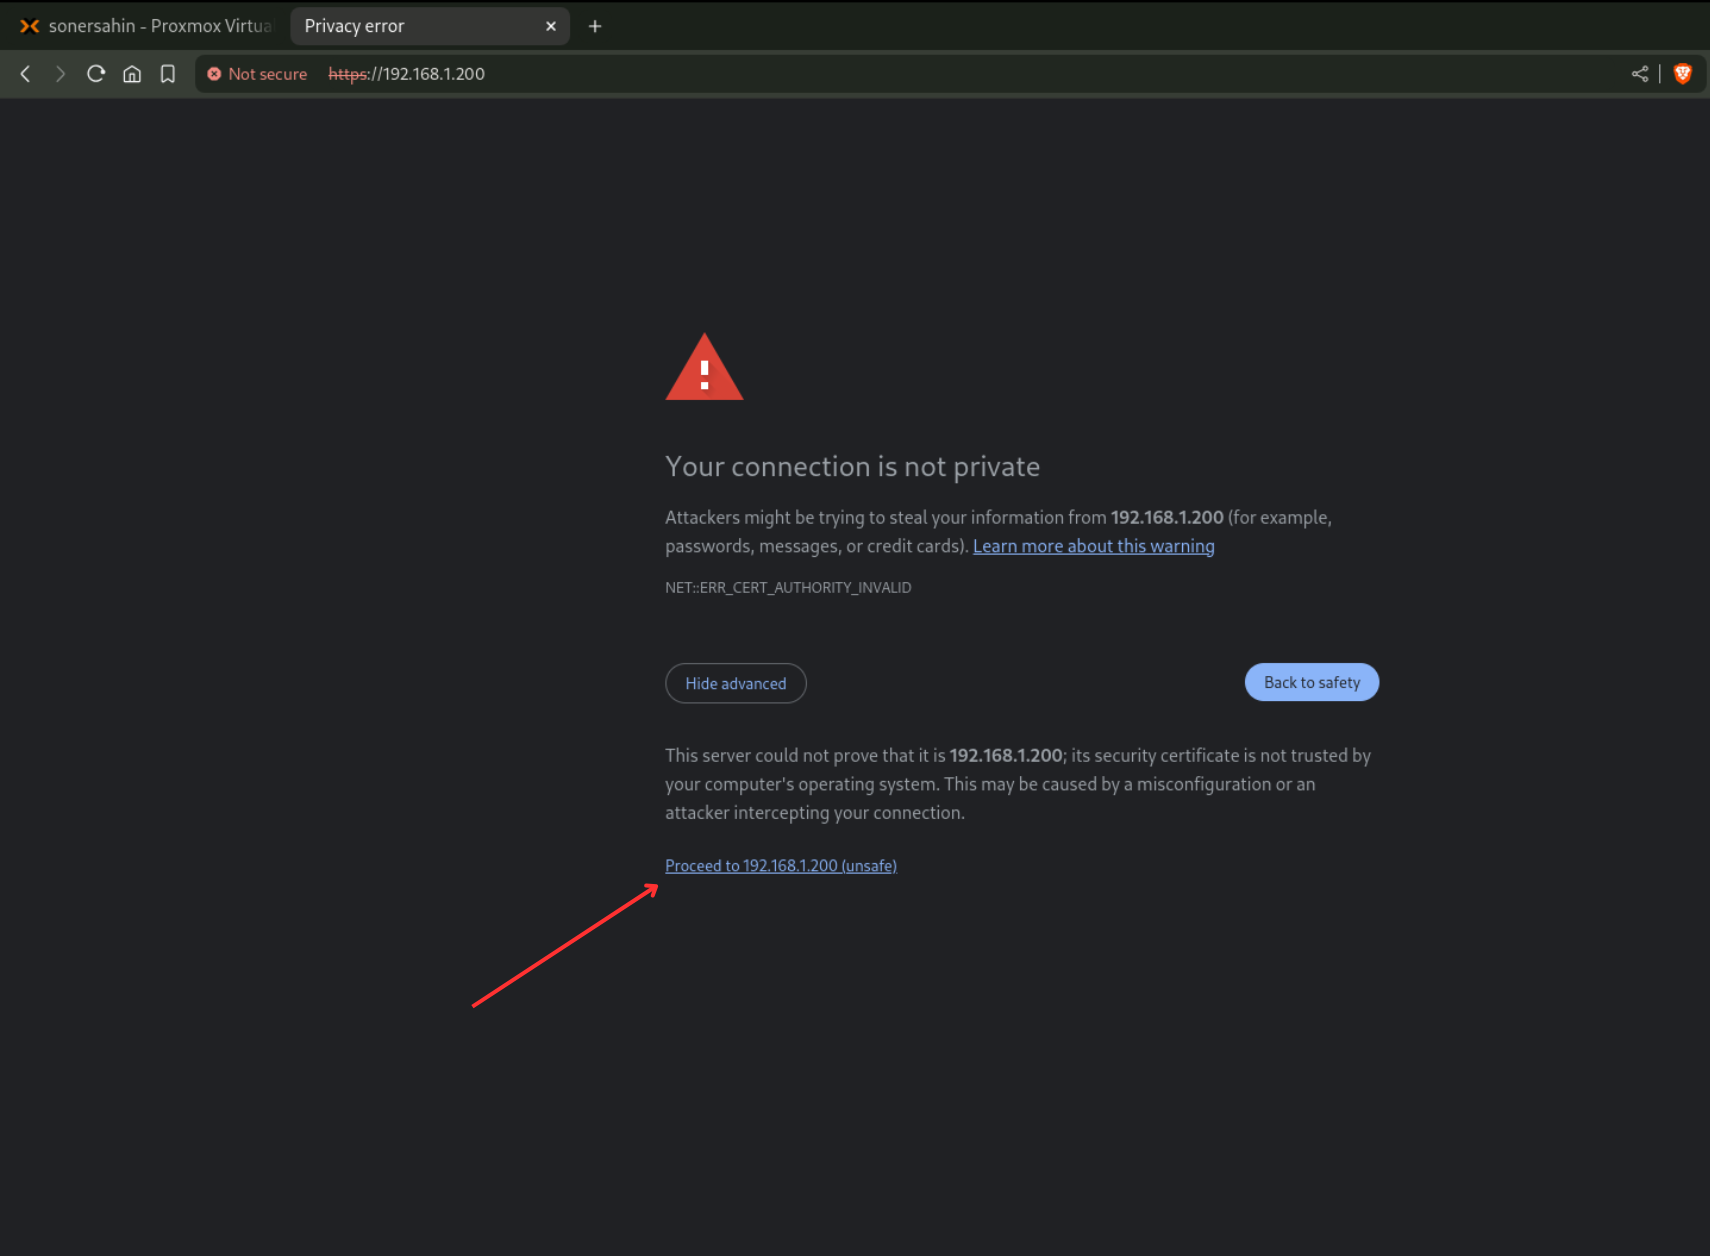 sonersahin - Proxmox Virtua
Privacy error
Not secure https://192.168.1.200
Your connection is not private
Attackers might be trying to steal your information from 192.168.1.200 (for example,
passwords, messages, or credit cards). Learn more about this warning
NET::ERR_CERT_AUTHORITY_INVALID
Hide advanced
Back to safety
This server could not prove that it is 192.168.1.200; its security certificate is not trusted by
your computer's operating system. This may be caused by a misconfiguration or an
attacker intercepting your connection.
Proceed to 192.168.1.200 (unsafe)